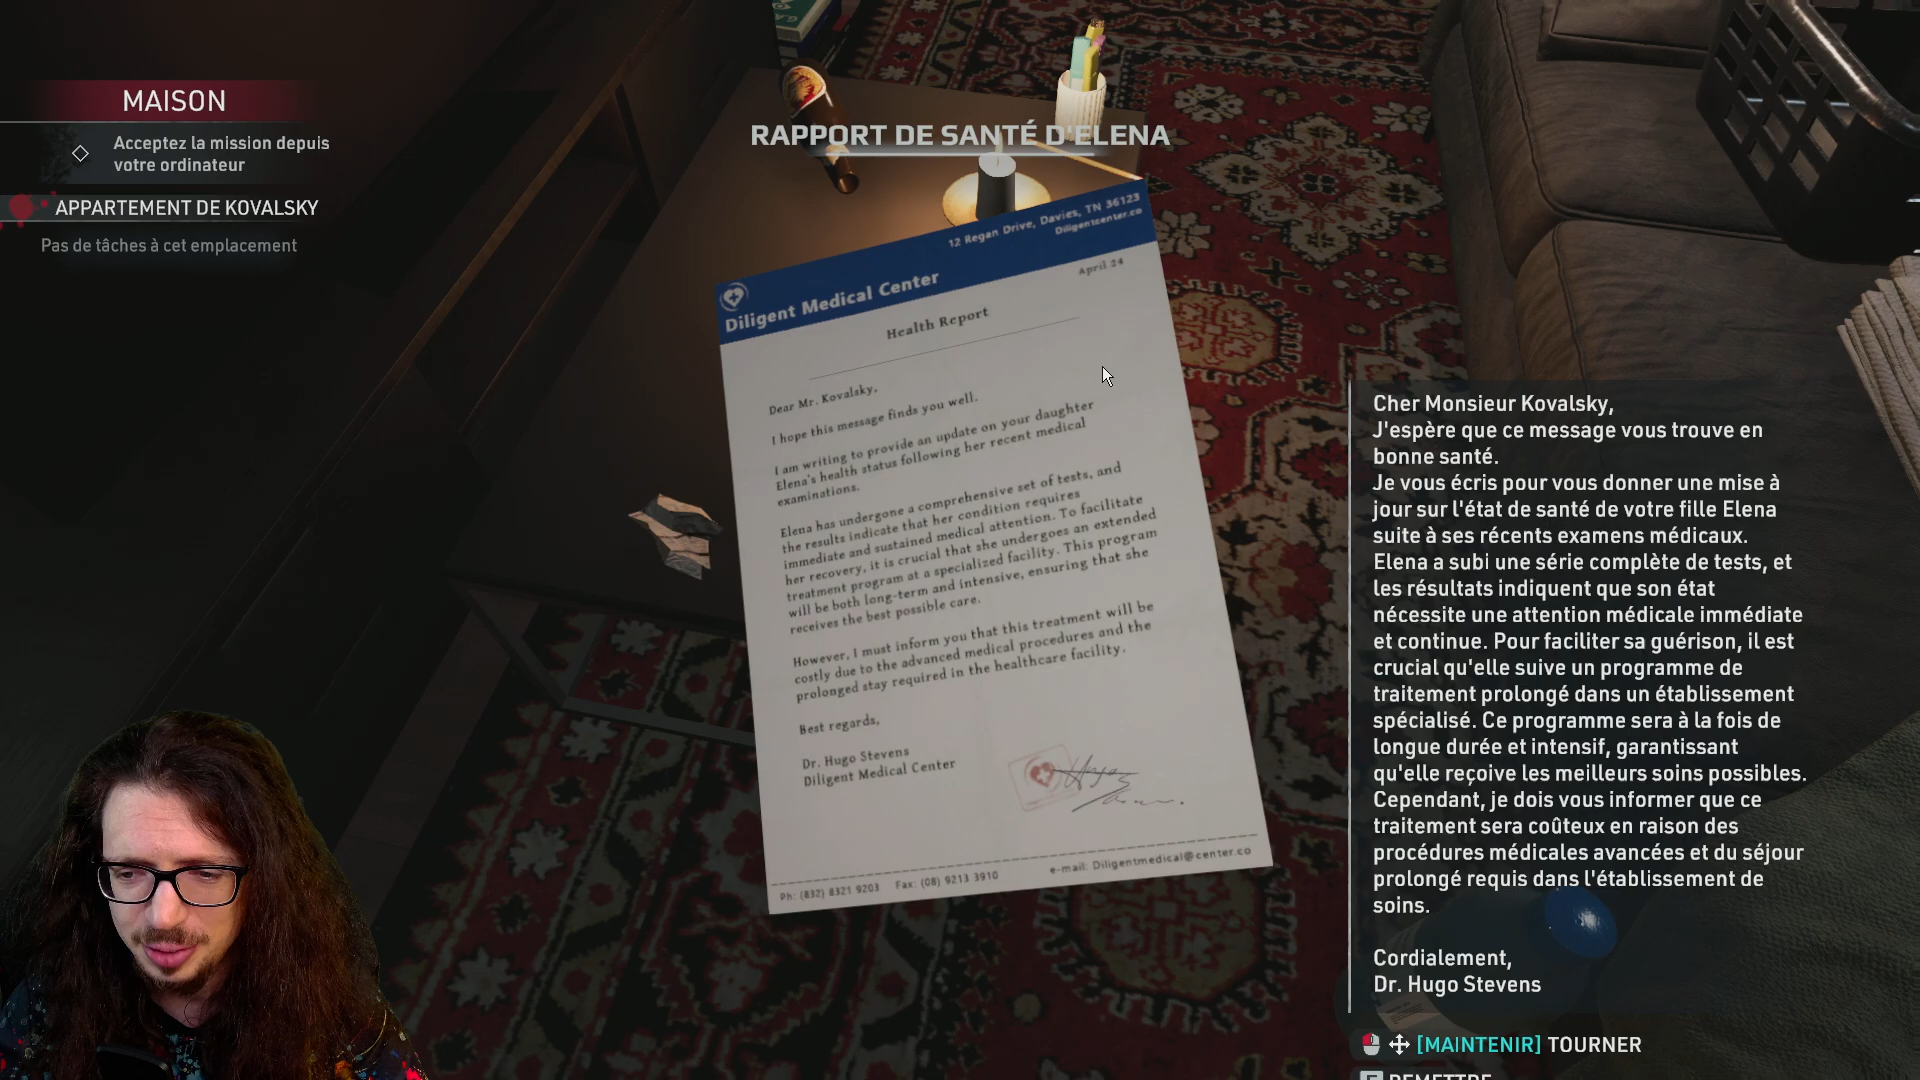 MAISON
Acceptez la mission depuis
votre ordinateur
APPARTEMENT DE KOVALSKY
Pas de tâches à cet emplacement
RAPPORT DE SANTÉ D'ELENA
12 Regan Drive, Davies, TN 36123
Diligentcenter.co
Diligent Medical Center
April 24
Health Report
Dear Mr. Kovalsky,
I hope this message finds you well.
I am writing to provide an update on your daughter
Elena's health status following her recent medical
examinations.
Elena has undergone a comprehensive set of tests, and
the results indicate that her condition requires
immediate and sustained medical attention. To facilitate
her recovery, it is crucial that she undergoes an extended
treatment program at a specialized facility. This program
will be both long-term and intensive, ensuring that she
receives the best possible care.
However, I must inform you that this treatment will be
costly due to the advanced medical procedures and the
prolonged stay required in the healthcare facility.
Best regards,
Dr. Hugo Stevens
Diligent Medical Center
Ph: (832) 8321 9203 Fax: (08) 9213 3910 e-mail: Diligentmedical@center.co
Cher Monsieur Kovalsky,
J'espère que ce message vous trouve en
bonne santé.
Je vous écris pour vous donner une mise à
jour sur l'état de santé de votre fille Elena
suite à ses récents examens médicaux.
Elena a subi une série complète de tests, et
les résultats indiquent que son état
nécessite une attention médicale immédiate
et continue. Pour faciliter sa guérison, il est
crucial qu'elle suive un programme de
traitement prolongé dans un établissement
spécialisé. Ce programme sera à la fois de
longue durée et intensif, garantissant
qu'elle reçoive les meilleurs soins possibles.
Cependant, je dois vous informer que ce
traitement sera coûteux en raison des
procédures médicales avancées et du séjour
prolongé requis dans l'établissement de
soins.
Cordialement,
Dr. Hugo Stevens
[MAINTENIR] TOURNER
REMETTRE